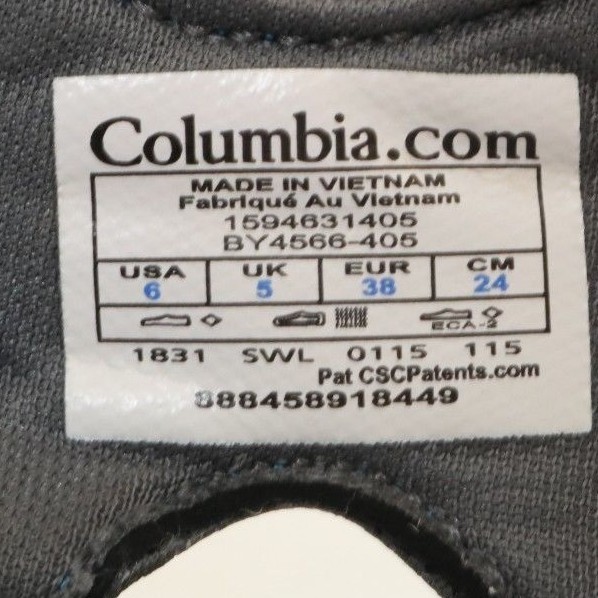 Columbia.com
MADE IN VIETNAM
Fabriqué Au Vietnam
1594631405
BY4566-405
USA UK EUR CM
6 5 38 24
ECA-2
1831 SWL 0115 115
Pat CSCPatents.com
888458918449